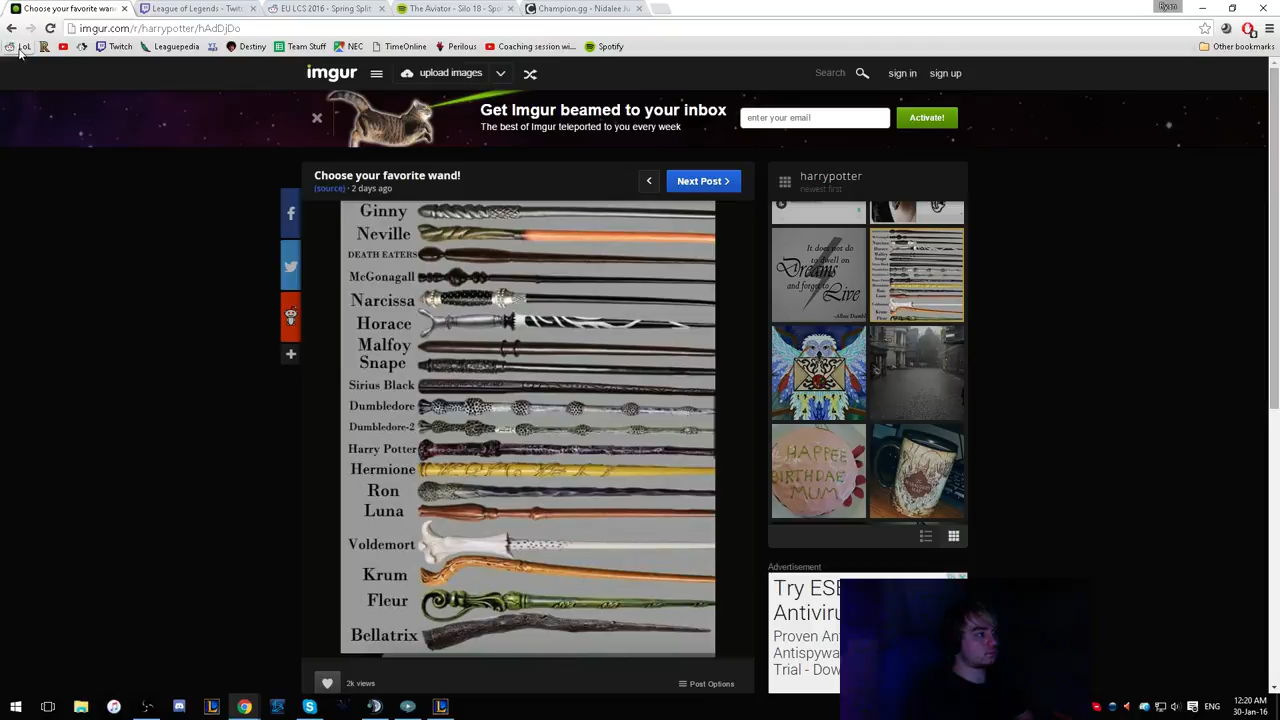 Choose your favorite wand
League of Legends - Twitc
EU LCS 2016 - Spring Split
The Aviator - Silo 18 - Spo
Champion.gg - Nidalee Ju
Ryan
imgur.com/r/harrypotter/hAdDjDo
LoL
Twitch
Leaguepedia
Destiny
Team Stuff
NEC
TimeOnline
Perilous
Coaching session wi...
Spotify
Other bookmarks
imgur
upload images
Search
sign in
sign up
Get Imgur beamed to your inbox
The best of Imgur teleported to you every week
enter your email
Activate!
Choose your favorite wand!
(source) · 2 days ago
Next Post
harrypotter
newest first
Ginny
Neville
DEATH EATERS
McGonagall
Narcissa
Horace
Malfoy
Snape
Sirius Black
Dumbledore
Dumbledore-2
Harry Potter
Hermione
Ron
Luna
Voldemort
Krum
Fleur
Bellatrix
It does not do
to dwell on
Dreams
and forget to
Live
HAPPEE
BIRTHDAE
MUM
Advertisement
Try ESE
Antiviru
Proven An
Antispywa
Trial - Dow
2k views
Post Options
ENG
12:20 AM
30-Jan-16